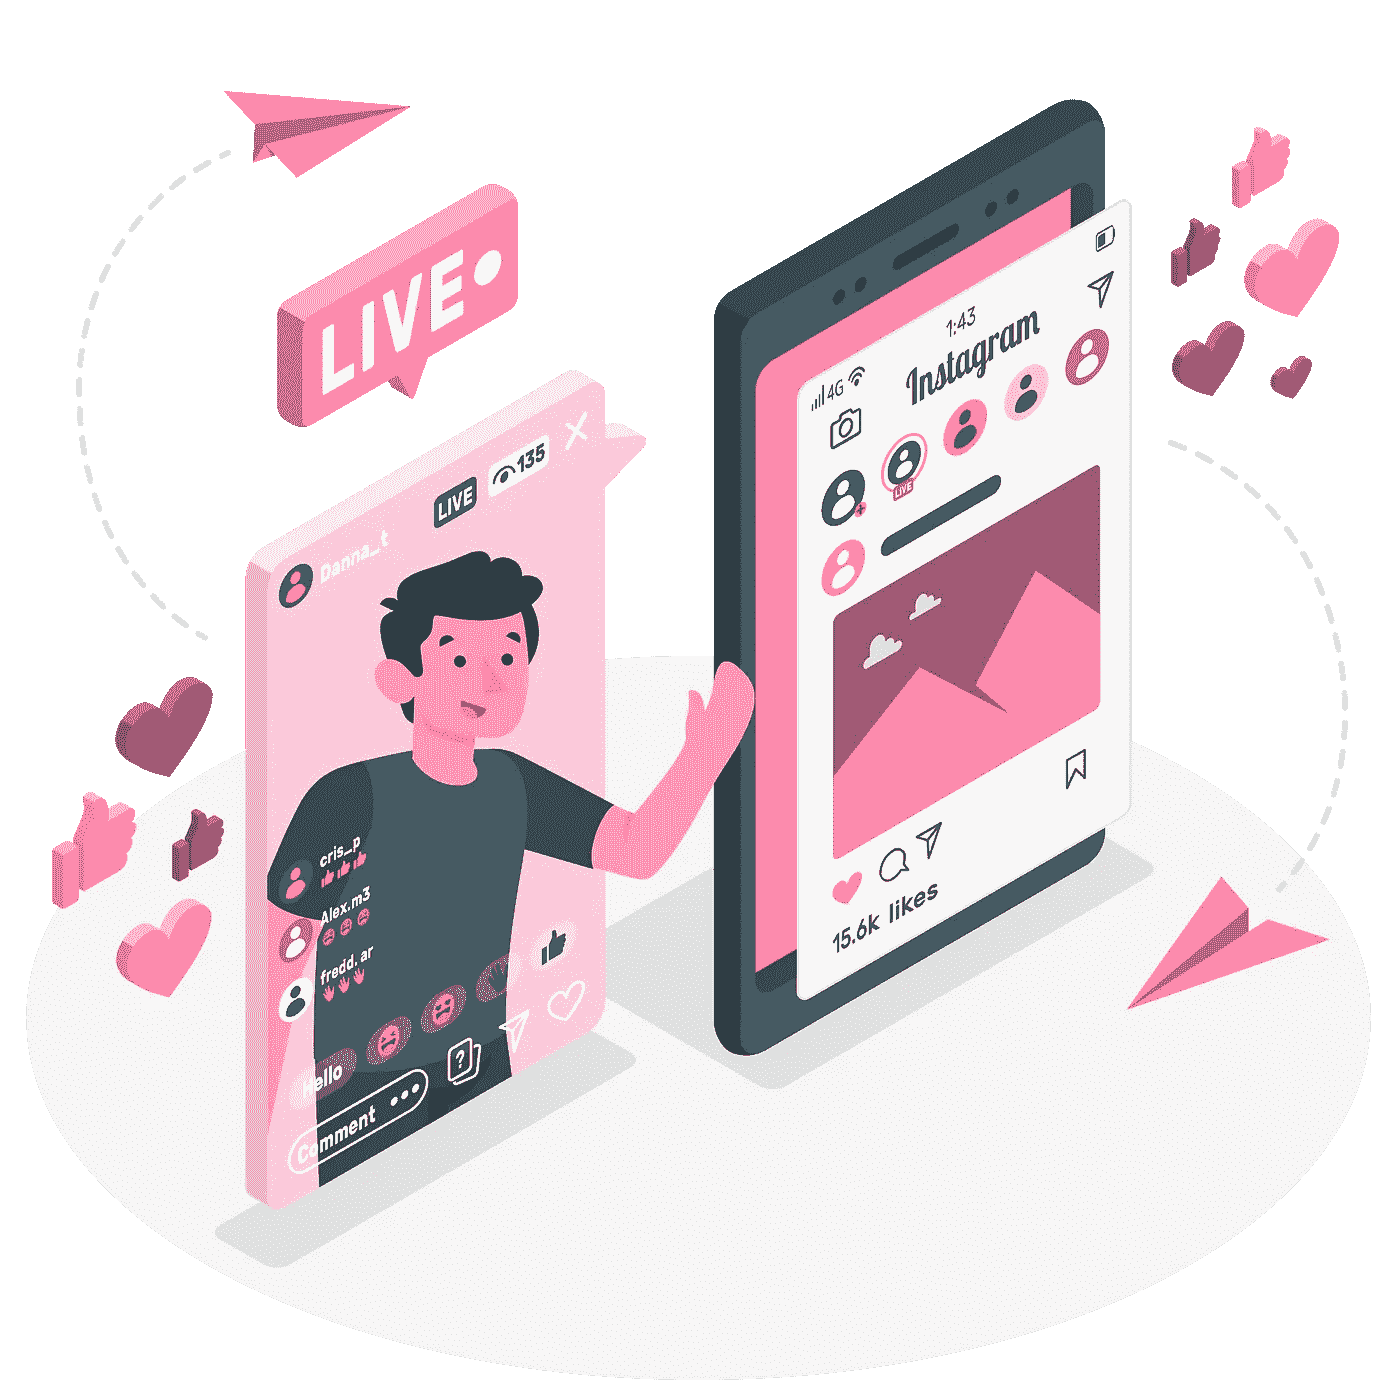 LIVE
LIVE
135
Danna_t
cris_p
Alex.m3
fredd.ar
Hello
?
Comment
1:43
4G
Instagram
LIVE
15.6k likes